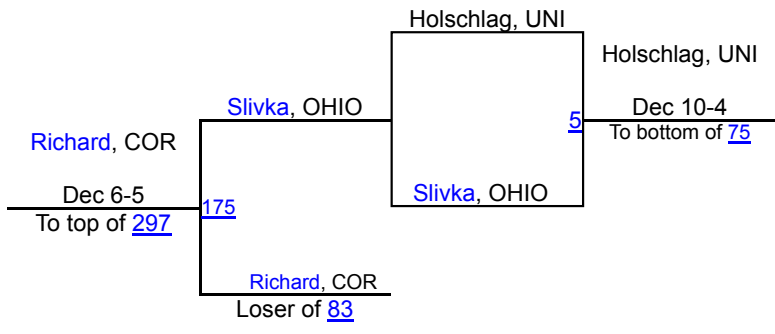 Holschlag, UNI
Holschlag, UNI
Slivka, OHIO
Dec 10-4
5
To bottom of 75
Richard, COR
Dec 6-5
Slivka, OHIO
175
To top of 297
Richard, COR
Loser of 83